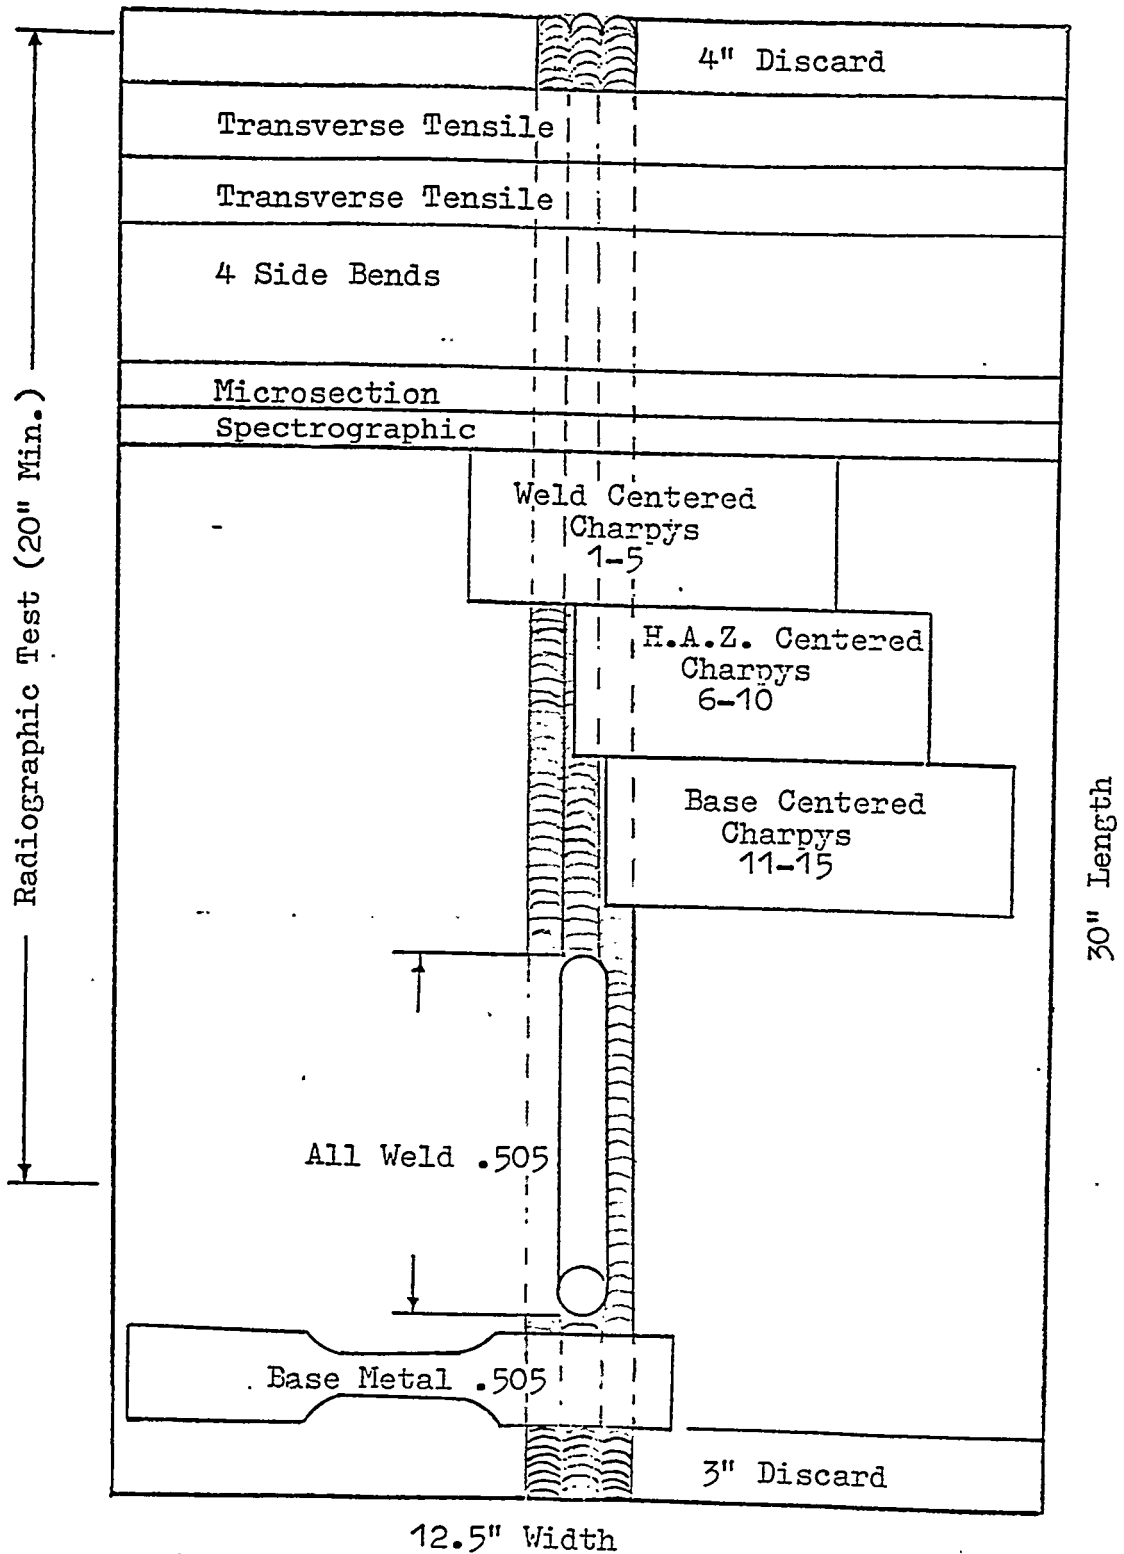 4" Discard
Transverse Tensile
Transverse Tensile
4 Side Bends
Microsection
Spectrographic
Radiographic Test (20" Min.)
Weld Centered
Charpys
1-5
H.A.Z. Centered
Charpys
6-10
Base Centered
Charpys
11-15
30" Length
All Weld .505
Base Metal .505
3" Discard
12.5" Width